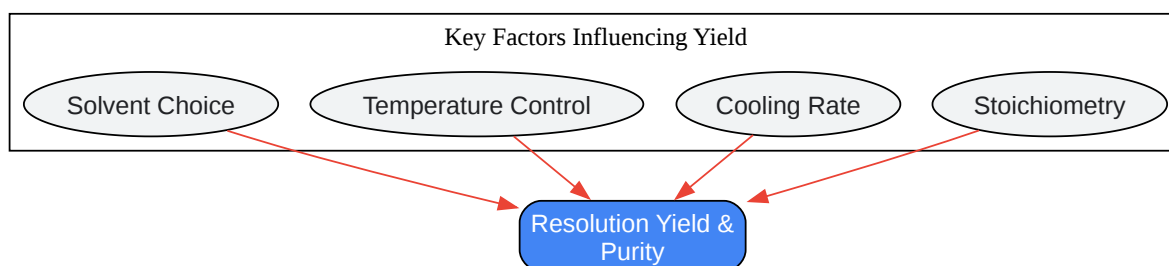 Key Factors Influencing Yield
Solvent Choice
Temperature Control
Cooling Rate
Stoichiometry
Resolution Yield &
Purity